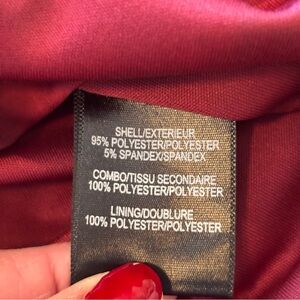 SHELL/EXTERIEUR
95% POLYESTER/POLYESTER
5% SPANDEX/SPANDEX
COMBO/TISSU SECONDAIRE
100% POLYESTER/POLYESTER
LINING/DOUBLURE
100% POLYESTER/POLYESTER